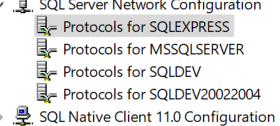 SQL Server Network Configuration
Protocols for SQLEXPRESS
Protocols for MSSQLSERVER
Protocols for SQLDEV
Protocols for SQLDEV20022004
SQL Native Client 11.0 Configuration